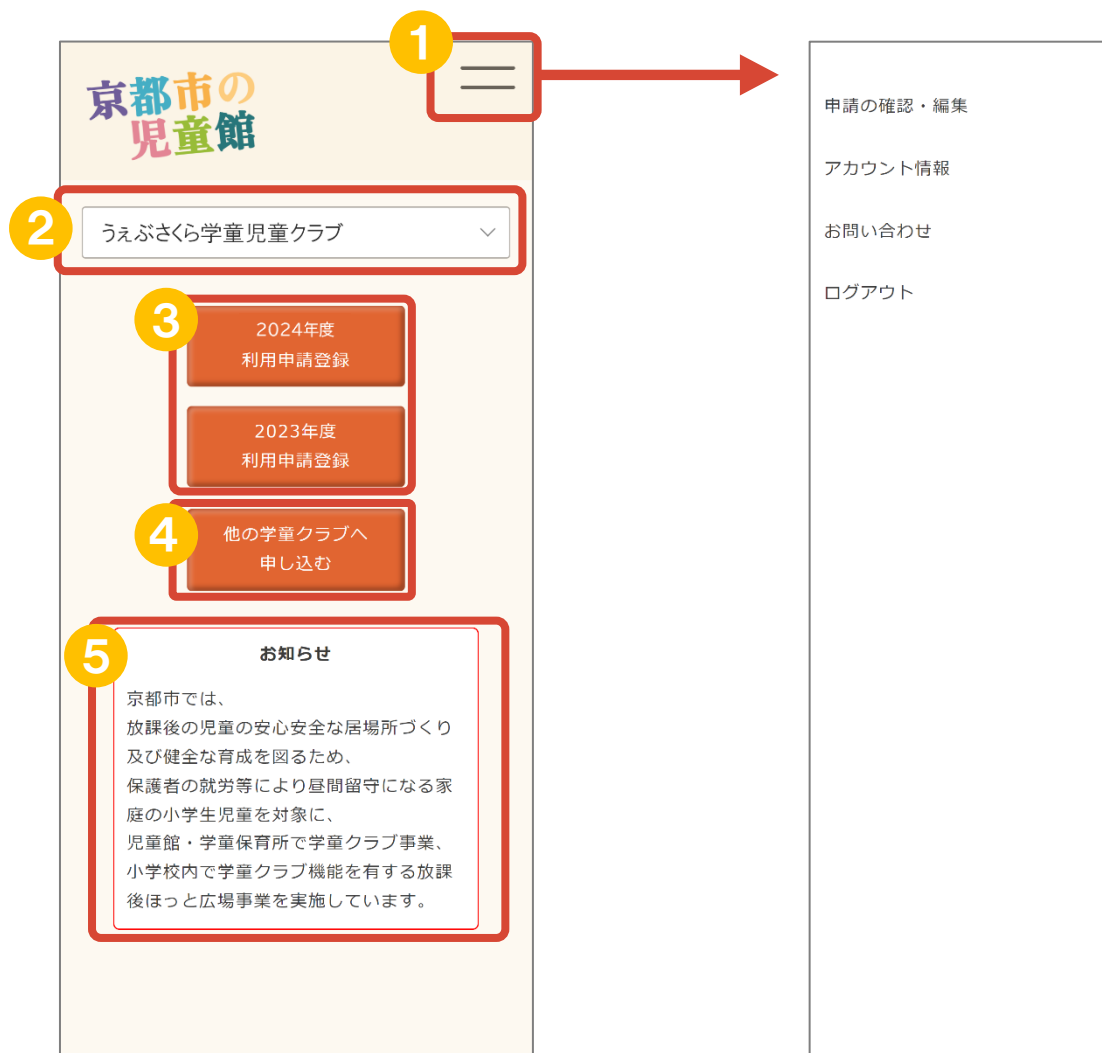 1
京都市の
児童館
2
うぇぶさくら学童児童クラブ
3
2024年度
利用申請登録
2023年度
利用申請登録
4
他の学童クラブへ
申し込む
5
お知らせ
京都市では、
放課後の児童の安心安全な居場所づくり
及び健全な育成を図るため、
保護者の就労等により昼間留守になる家
庭の小学生児童を対象に、
児童館・学童保育所で学童クラブ事業、
小学校内で学童クラブ機能を有する放課
後ほっと広場事業を実施しています。
申請の確認・編集
アカウント情報
お問い合わせ
ログアウト